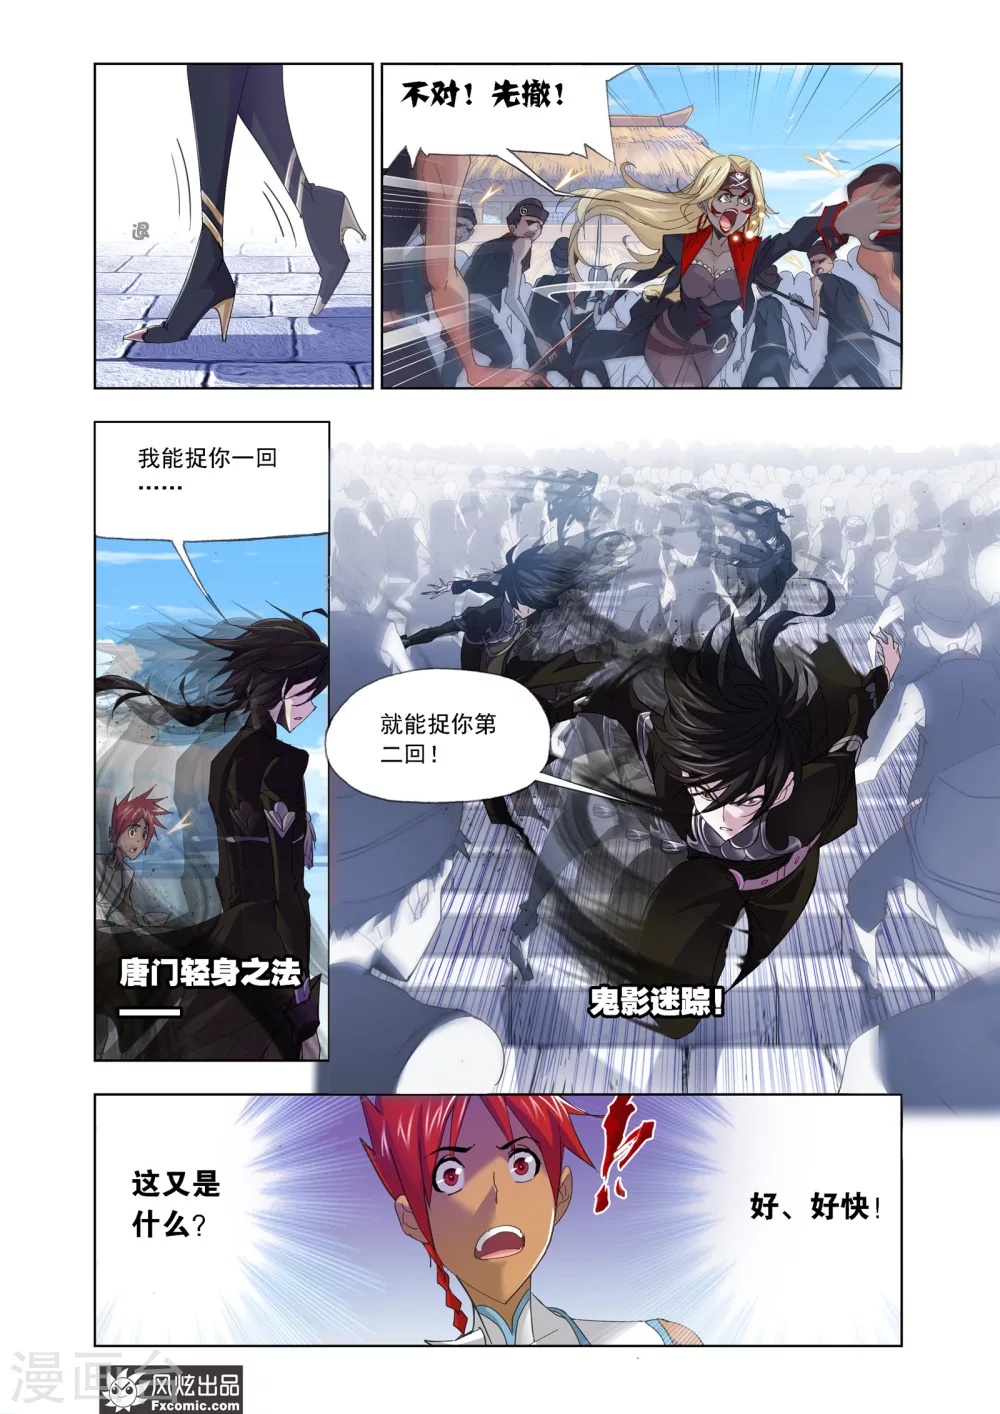 退
不对！先撤！
我能捉你一回
……
就能捉你第
二回！
唐门轻身之法
——
鬼影迷踪！
这又是
什么？
好、好快！
漫画台
风炫出品
Fxcomic.com